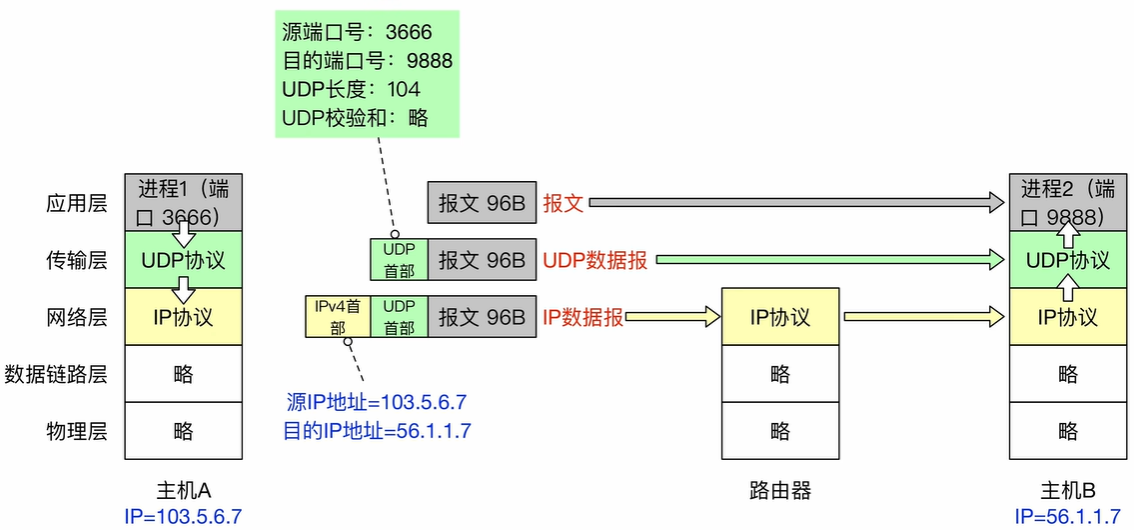 源端口号：3666
目的端口号：9888
UDP长度：104
UDP校验和：略
应用层
进程1（端
口 3666）
报文 96B
报文
进程2（端
口 9888）
传输层
UDP协议
UDP
首部
报文 96B
UDP数据报
UDP协议
网络层
IP协议
IPv4首
部
UDP
首部
报文 96B
IP数据报
IP协议
IP协议
数据链路层
略
略
略
源IP地址=103.5.6.7
目的IP地址=56.1.1.7
物理层
略
略
略
主机A
IP=103.5.6.7
路由器
主机B
IP=56.1.1.7